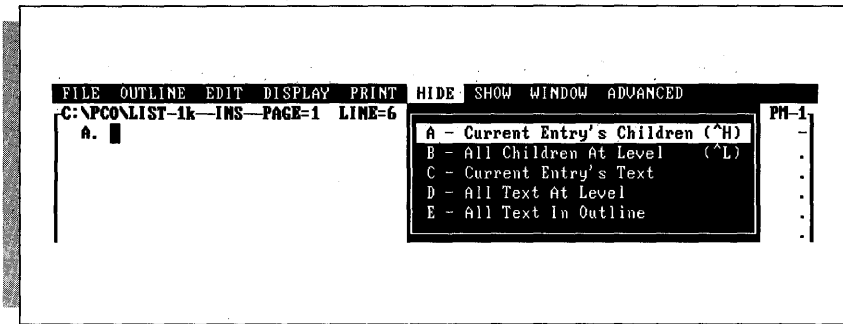 FILE OUTLINE EDIT DISPLAY PRINT HIDE SHOW WINDOW ADVANCED
C:\PCO\LIST-1k—INS—PAGE=1 LINE=6 PM-1
A.
A - Current Entry's Children (^H)
B - All Children At Level (^L)
C - Current Entry's Text
D - All Text At Level
E - All Text In Outline